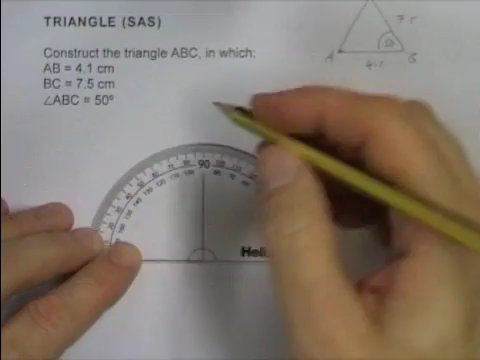 TRIANGLE (SAS)
Construct the triangle ABC, in which:
AB = 4.1 cm
BC = 7.5 cm
∠ABC = 50º
A
B
4.1
7.5
50
90
Heli